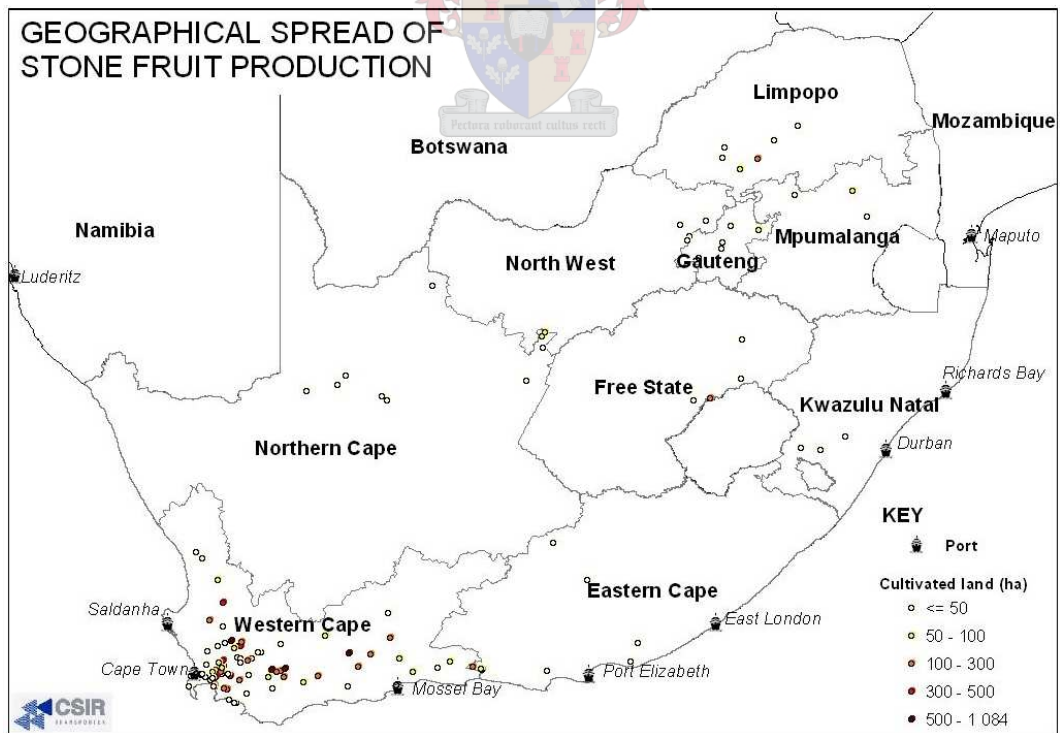 GEOGRAPHICAL SPREAD OF
STONE FRUIT PRODUCTION
Pectora roborant cultus recti
Limpopo
Mozambique
Botswana
Namibia
Mpumalanga
Maputo
North West
Gauteng
Luderitz
Richards Bay
Free State
Kwazulu Natal
Northern Cape
Durban
KEY
Port
Eastern Cape
Cultivated land (ha)
<= 50
50 - 100
100 - 300
300 - 500
500 - 1 084
Saldanha
Western Cape
East London
Cape Town
Port Elizabeth
Mossel Bay
CSIR